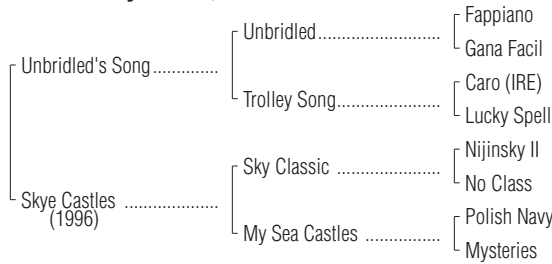 Fappiano
Unbridled....................
Gana Facil
Unbridled's Song .............
Caro (IRE)
Trolley Song.................
Lucky Spell
Nijinsky II
Sky Classic .................
No Class
Skye Castles ................
(1996)
Polish Navy
My Sea Castles .............
Mysteries